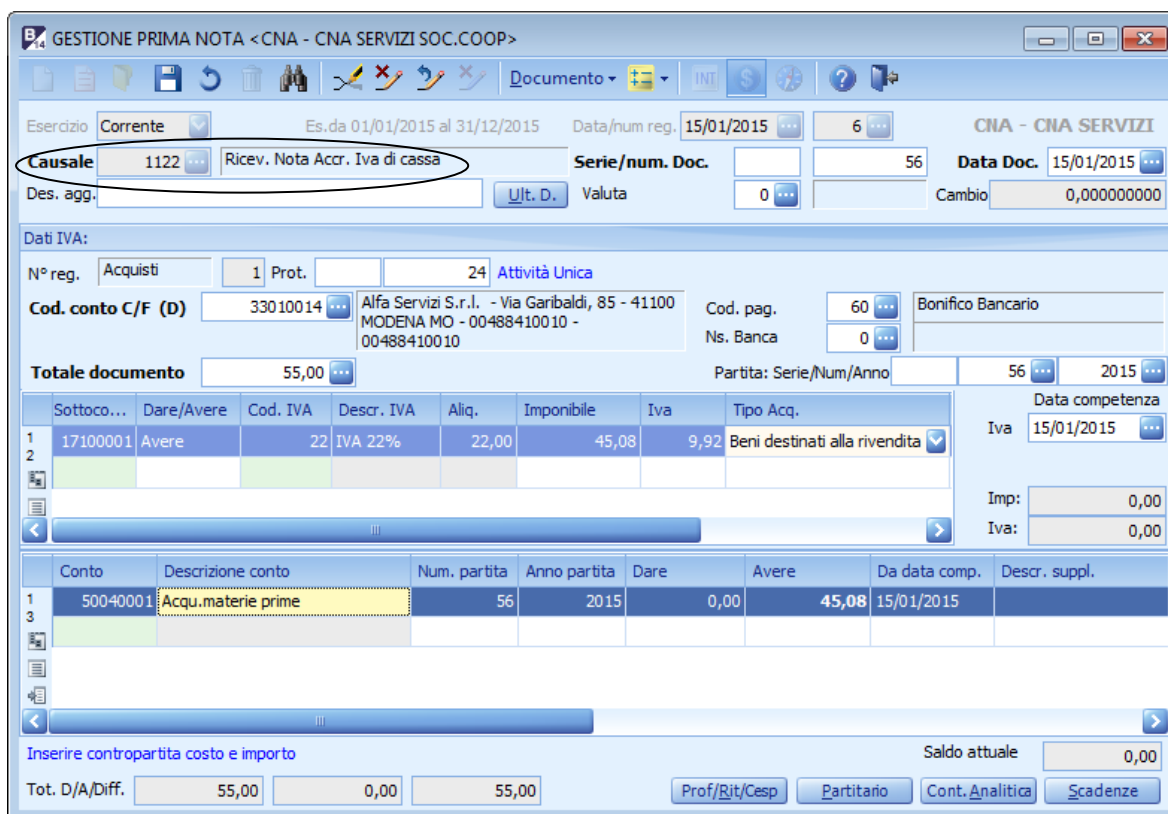 GESTIONE PRIMA NOTA <CNA - CNA SERVIZI SOC.COOP>
Documento INT
Esercizio Corrente Es.da 01/01/2015 al 31/12/2015 Data/num reg. 15/01/2015 6 CNA - CNA SERVIZI
Causale 1122 Ricev. Nota Accr. Iva di cassa Serie/num. Doc. 56 Data Doc. 15/01/2015
Des. agg. Ult. D. Valuta 0 Cambio 0,000000000
Dati IVA:
N° reg. Acquisti 1 Prot. 24 Attività Unica
Cod. conto C/F (D) 33010014 Alfa Servizi S.r.l. - Via Garibaldi, 85 - 41100 Cod. pag. 60 Bonifico Bancario
MODENA MO - 00488410010 -
00488410010 Ns. Banca 0
Totale documento 55,00 Partita: Serie/Num/Anno 56 2015
Sottoco... Dare/Avere Cod. IVA Descr. IVA Aliq. Imponibile Iva Tipo Acq. Data competenza
1 17100001 Avere 22 IVA 22% 22,00 45,08 9,92 Beni destinati alla rivendita Iva 15/01/2015
2
Imp: 0,00
Iva: 0,00
Conto Descrizione conto Num. partita Anno partita Dare Avere Da data comp. Descr. suppl.
1 50040001 Acqu.materie prime 56 2015 0,00 45,08 15/01/2015
3
Inserire contropartita costo e importo Saldo attuale 0,00
Tot. D/A/Diff. 55,00 0,00 55,00 Prof/Rit/Cesp Partitario Cont.Analitica Scadenze